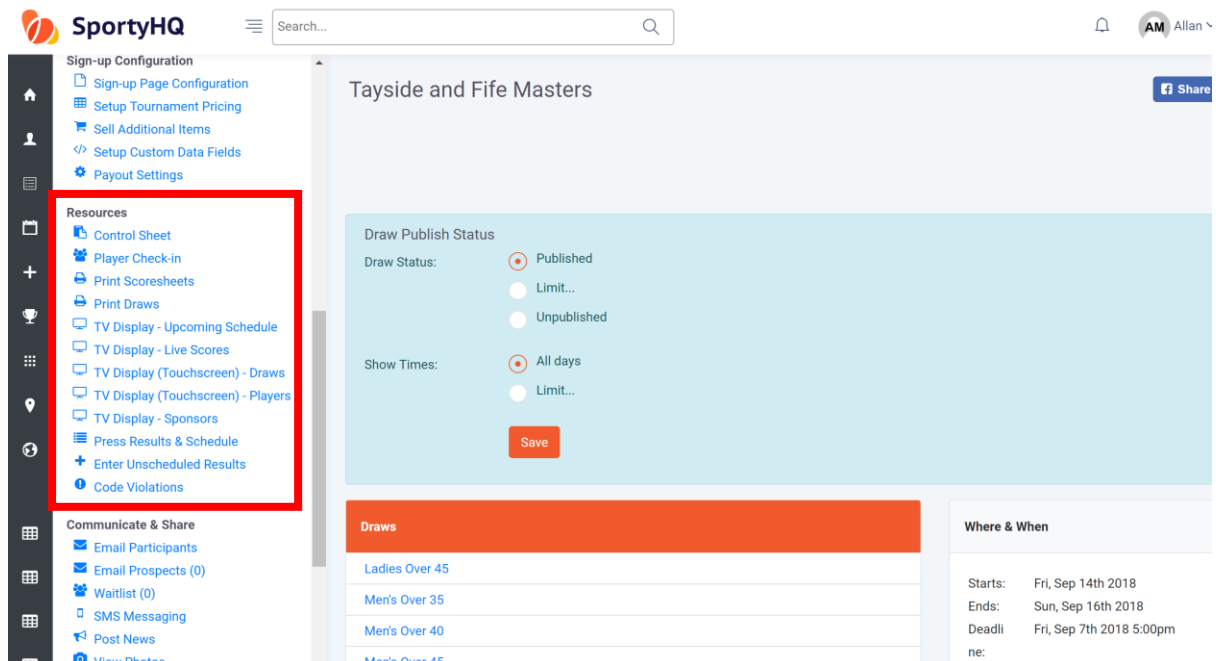 SportyHQ
Search...
AM Allan
Sign-up Configuration
Sign-up Page Configuration
Setup Tournament Pricing
Sell Additional Items
Setup Custom Data Fields
Payout Settings
Resources
Control Sheet
Player Check-in
Print Scoresheets
Print Draws
TV Display - Upcoming Schedule
TV Display - Live Scores
TV Display (Touchscreen) - Draws
TV Display (Touchscreen) - Players
TV Display - Sponsors
Press Results & Schedule
Enter Unscheduled Results
Code Violations
Communicate & Share
Email Participants
Email Prospects (0)
Waitlist (0)
SMS Messaging
Post News
View Photos
Tayside and Fife Masters
Share
Draw Publish Status
Draw Status:
Published
Limit...
Unpublished
Show Times:
All days
Limit...
Save
Draws
Ladies Over 45
Men's Over 35
Men's Over 40
Men's Over 45
Where & When
Starts: Fri, Sep 14th 2018
Ends: Sun, Sep 16th 2018
Deadli Fri, Sep 7th 2018 5:00pm
ne: